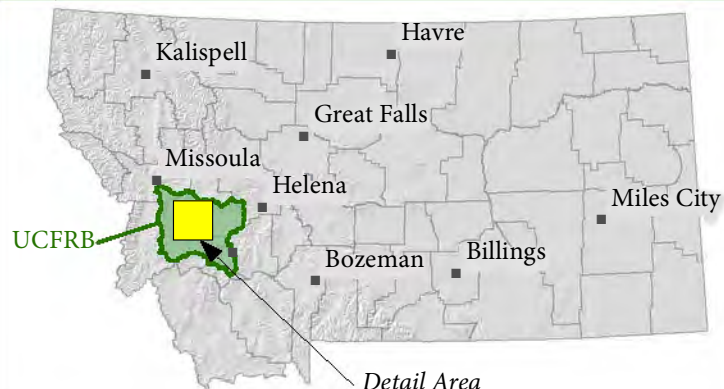 Havre
Kalispell
Great Falls
Missoula
Helena
Miles City
UCFRB
Bozeman
Billings
Detail Area